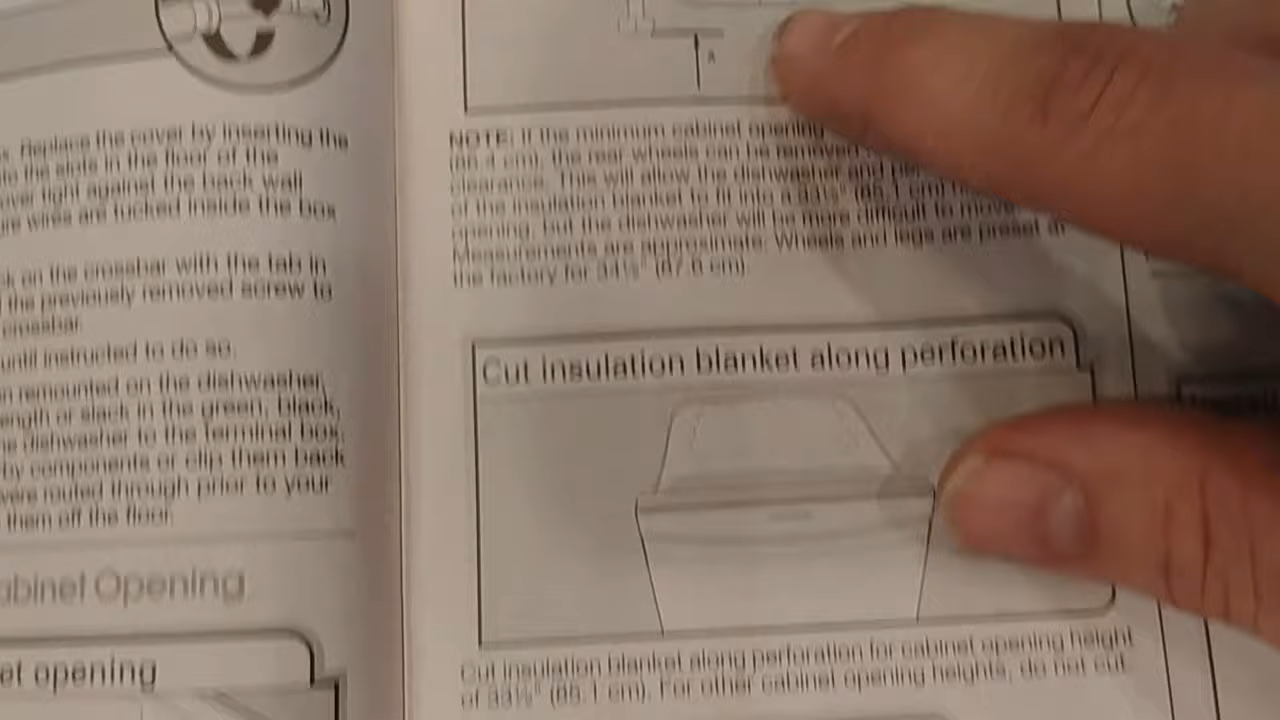 Replace the cover by inserting the
the slots in the floor of the
tight against the back wall
wires are tucked inside the box
on the crossbar with the tab in
the previously removed screw to
crossbar.
until instructed to do so.
remounted on the dishwasher,
or slack in the green, black,
dishwasher to the terminal box.
by components or clip them back
were routed through prior to your
them off the floor.
Opening
opening
A
NOTE: If the minimum cabinet opening
cm), the rear wheels can be
clearance. This will allow the dishwasher and
of the insulation blanket to fit into a (85.1 cm)
opening, but the dishwasher will be more difficult to
Measurements are approximate. Wheels and legs are preset
the factory for 34½" (87.6 cm).
Cut insulation blanket along perforation
Cut insulation blanket along perforation for cabinet opening height
of 33½" (85.1 cm). For other cabinet opening heights, do not cut.